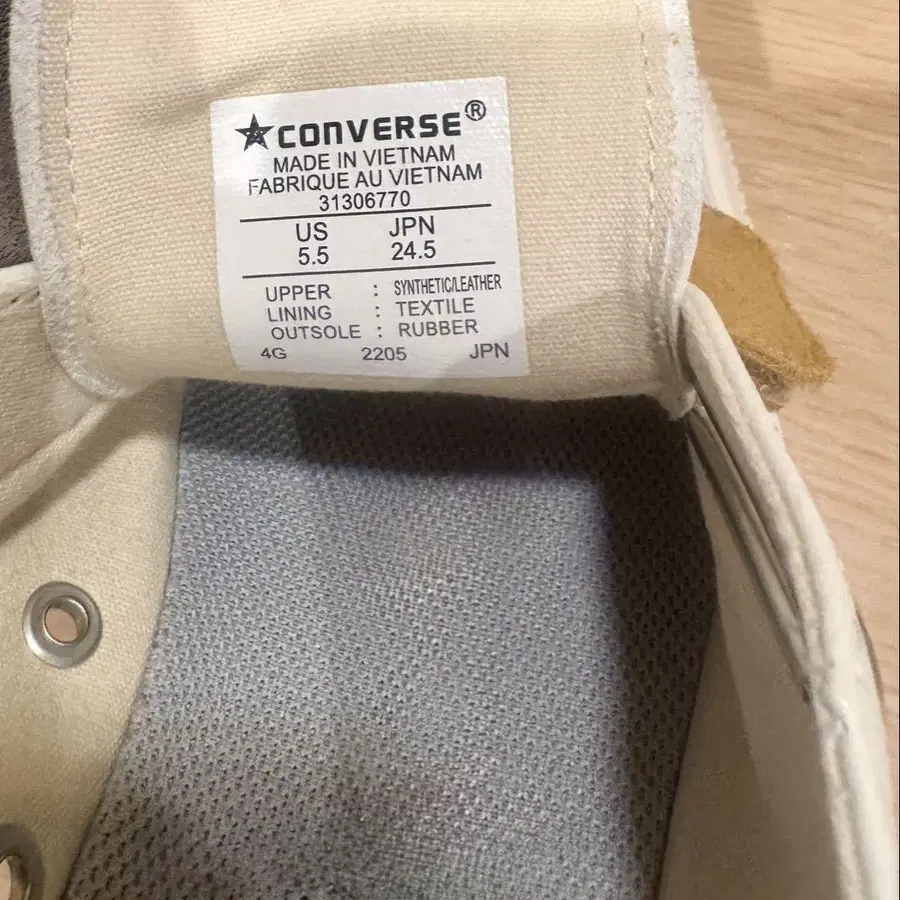 ★CONVERSE®
MADE IN VIETNAM
FABRIQUE AU VIETNAM
31306770
US JPN
5.5 24.5
UPPER : SYNTHETIC/LEATHER
LINING : TEXTILE
OUTSOLE : RUBBER
4G 2205 JPN